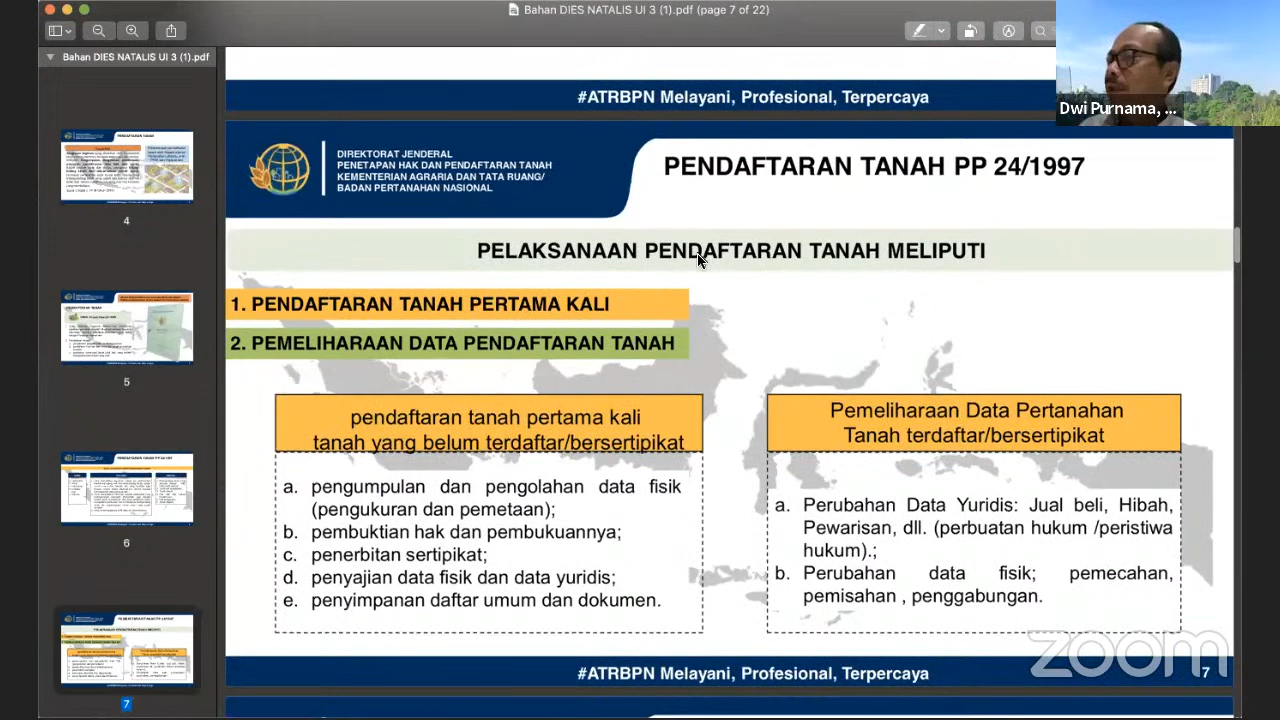 Bahan DIES NATALIS UI 3 (1).pdf (page 7 of 22)
Bahan DIES NATALIS UI 3 (1).pdf
4
5
6
7
#ATRBPN Melayani, Profesional, Terpercaya
Dwi Purnama, ...
DIREKTORAT JENDERAL
PENETAPAN HAK DAN PENDAFTARAN TANAH
KEMENTERIAN AGRARIA DAN TATA RUANG/
BADAN PERTANAHAN NASIONAL
PENDAFTARAN TANAH PP 24/1997
PELAKSANAAN PENDAFTARAN TANAH MELIPUTI
1. PENDAFTARAN TANAH PERTAMA KALI
2. PEMELIHARAAN DATA PENDAFTARAN TANAH
pendaftaran tanah pertama kali
tanah yang belum terdaftar/bersertipikat
a pengumpulan dan pengolahan data fisik
(pengukuran dan pemetaan);
b. pembuktian hak dan pembukuannya;
c. penerbitan sertipikat;
d. penyajian data fisik dan data yuridis;
e. penyimpanan daftar umum dan dokumen.
Pemeliharaan Data Pertanahan
Tanah terdaftar/bersertipikat
a. Perubahan Data Yuridis: Jual beli, Hibah,
Pewarisan, dll. (perbuatan hukum /peristiwa
hukum).;
b. Perubahan data fisik; pemecahan,
pemisahan , penggabungan.
zoom
#ATRBPN Melayani, Profesional, Terpercaya
7